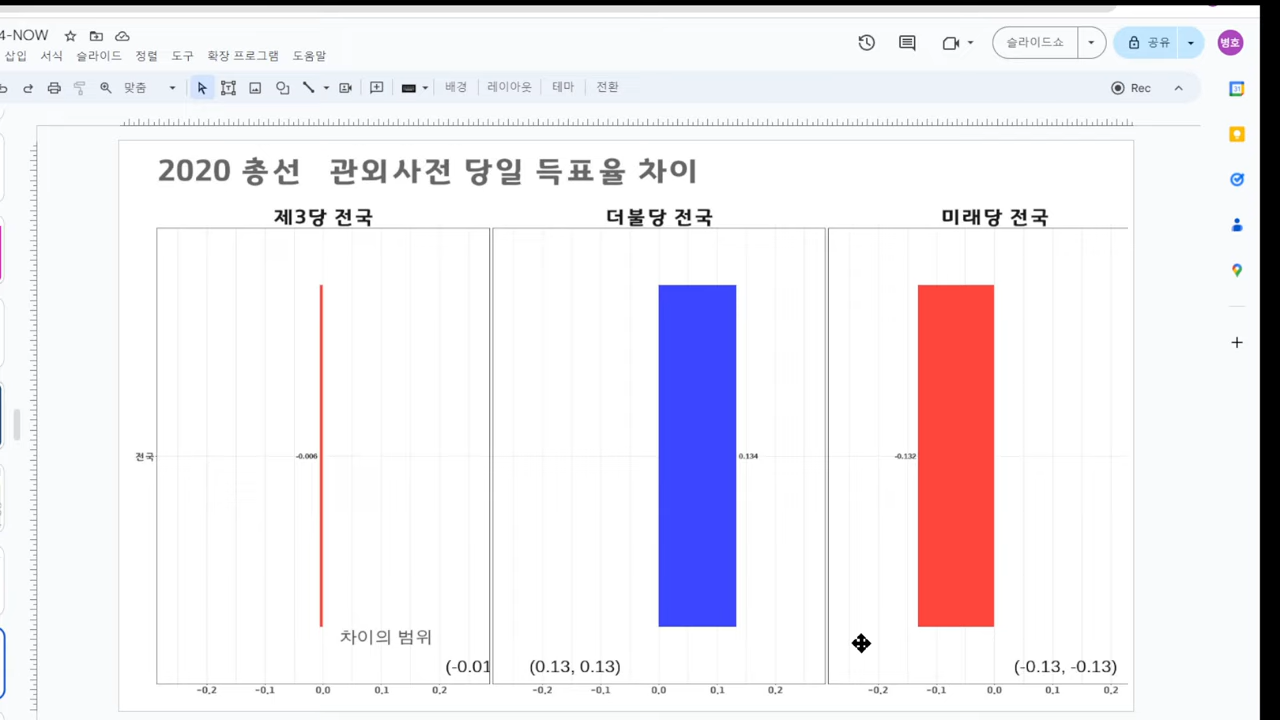 4-NOW
삽입 서식 슬라이드 정렬 도구 확장 프로그램 도움말
슬라이드쇼
공유
병호
맞춤
배경 레이아웃 테마 전환
Rec
31
2020 총선 관외사전 당일 득표율 차이
제3당 전국 더불당 전국 미래당 전국
전국
-0.006 0.134 -0.132
차이의 범위
(-0.01 (0.13, 0.13) (-0.13, -0.13)
-0.2 -0.1 0.0 0.1 0.2 -0.2 -0.1 0.0 0.1 0.2 -0.2 -0.1 0.0 0.1 0.2